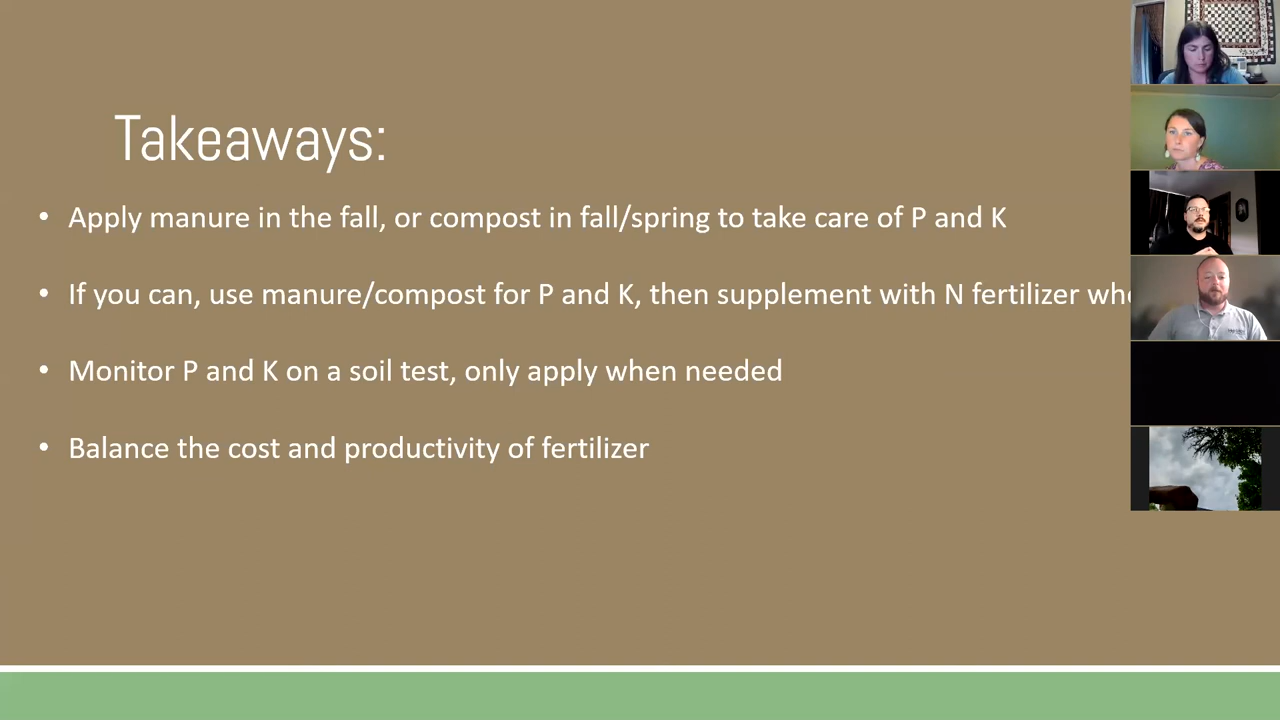 Takeaways:
• Apply manure in the fall, or compost in fall/spring to take care of P and K
• If you can, use manure/compost for P and K, then supplement with N fertilizer
• Monitor P and K on a soil test, only apply when needed
• Balance the cost and productivity of fertilizer